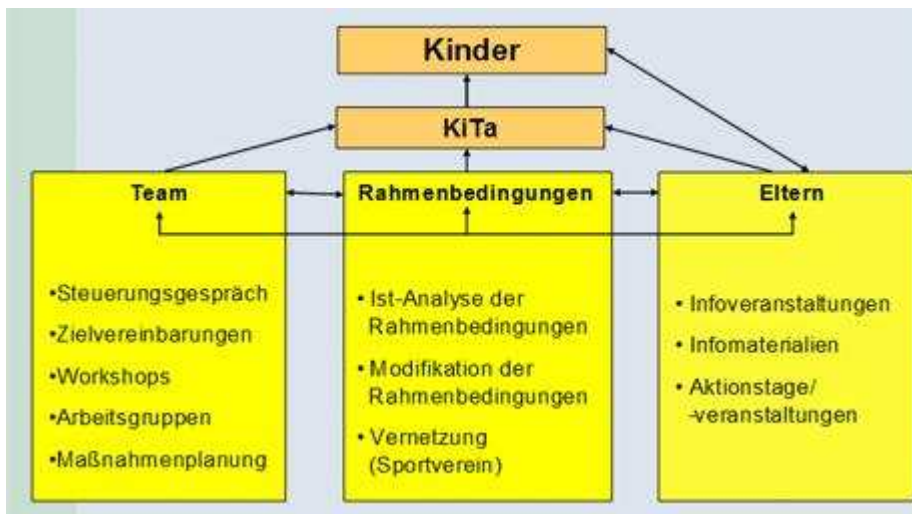 Kinder
KiTa
Team
•Steuerungsgespräch
•Zielvereinbarungen
•Workshops
•Arbeitsgruppen
•Maßnahmenplanung
Rahmenbedingungen
• Ist-Analyse der
Rahmenbedingungen
• Modifikation der
Rahmenbedingungen
• Vernetzung
(Sportverein)
Eltern
• Infoveranstaltungen
• Infomaterialien
• Aktionstage/
-veranstaltungen